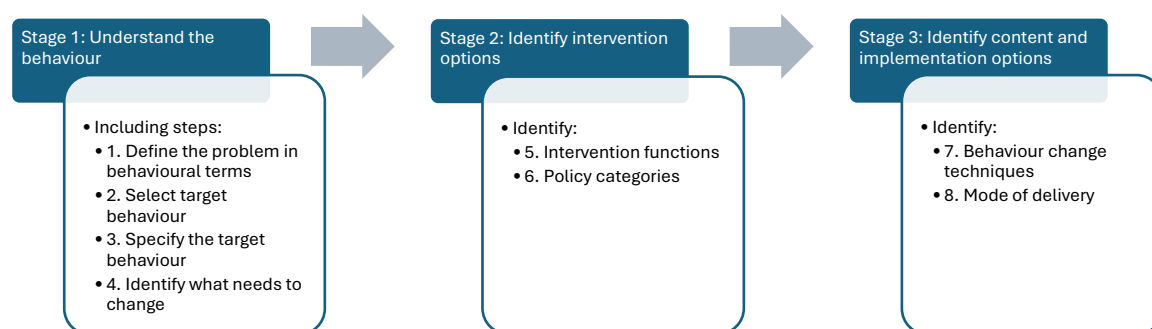 Stage 1: Understand the
behaviour
• Including steps:
• 1. Define the problem in
behavioural terms
• 2. Select target
behaviour
• 3. Specify the target
behaviour
• 4. Identify what needs to
change
Stage 2: Identify intervention
options
• Identify:
• 5. Intervention functions
• 6. Policy categories
Stage 3: Identify content and
implementation options
• Identify:
• 7. Behaviour change
techniques
• 8. Mode of delivery